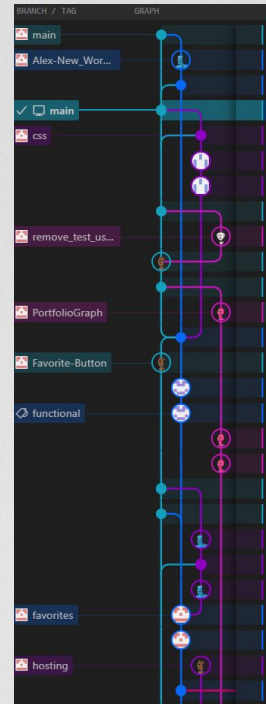 BRANCH / TAG GRAPH
main
Alex-New_Wor...
main
css
remove_test_us...
PortfolioGraph
Favorite-Button
functional
favorites
hosting